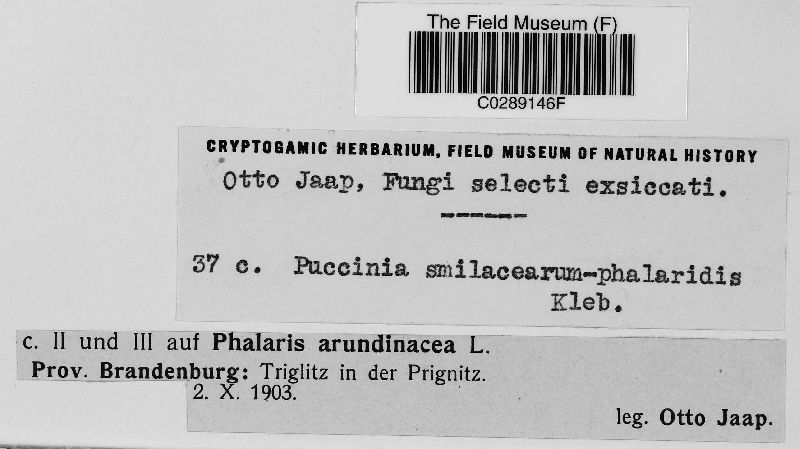 The Field Museum (F)
C0289146F
CRYPTOGAMIC HERBARIUM, FIELD MUSEUM OF NATURAL HISTORY
Otto Jaap, Fungi selecti exsiccati.
37 c. Puccinia smilacearum-phalaridis
Kleb.
c. II und III auf Phalaris arundinacea L.
Prov. Brandenburg: Triglitz in der Prignitz.
2. X. 1903.
leg. Otto Jaap.